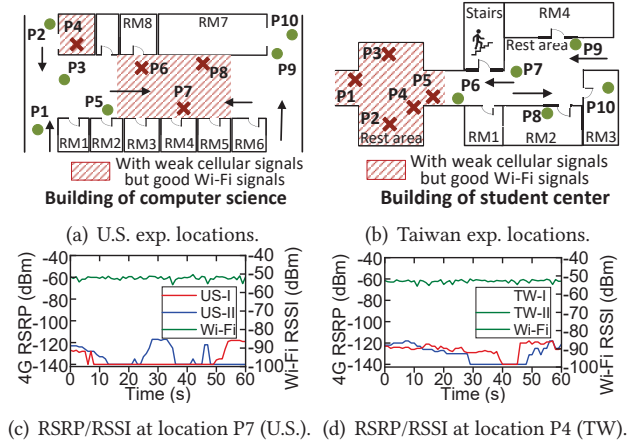 P2
P4
RM8
RM7
P10
P3
P6
P8
P9
P7
P1
P5
RM1 RM2 RM3 RM4 RM5 RM6
With weak cellular signals
but good Wi-Fi signals
Building of computer science
(a) U.S. exp. locations.
Stairs
RM4
Rest area
P9
P3
P7
P1
P5
P6
P10
P4
P2
P8
Rest area
RM1 RM2 RM3
With weak cellular signals
but good Wi-Fi signals
Building of student center
(b) Taiwan exp. locations.
4G RSRP (dBm)
-40
-60
-80
-100
-120
-140
US-I
US-II
Wi-Fi
-40
-50
-60
-70
-80
-90
-100
Wi-Fi RSSI (dBm)
0 10 20 30 40 50 60
Time (s)
(c) RSRP/RSSI at location P7 (U.S.).
4G RSRP (dBm)
-40
-60
-80
-100
-120
-140
TW-I
TW-II
Wi-Fi
-40
-50
-60
-70
-80
-90
-100
Wi-Fi RSSI (dBm)
0 10 20 30 40 50 60
Time (s)
(d) RSRP/RSSI at location P4 (TW).